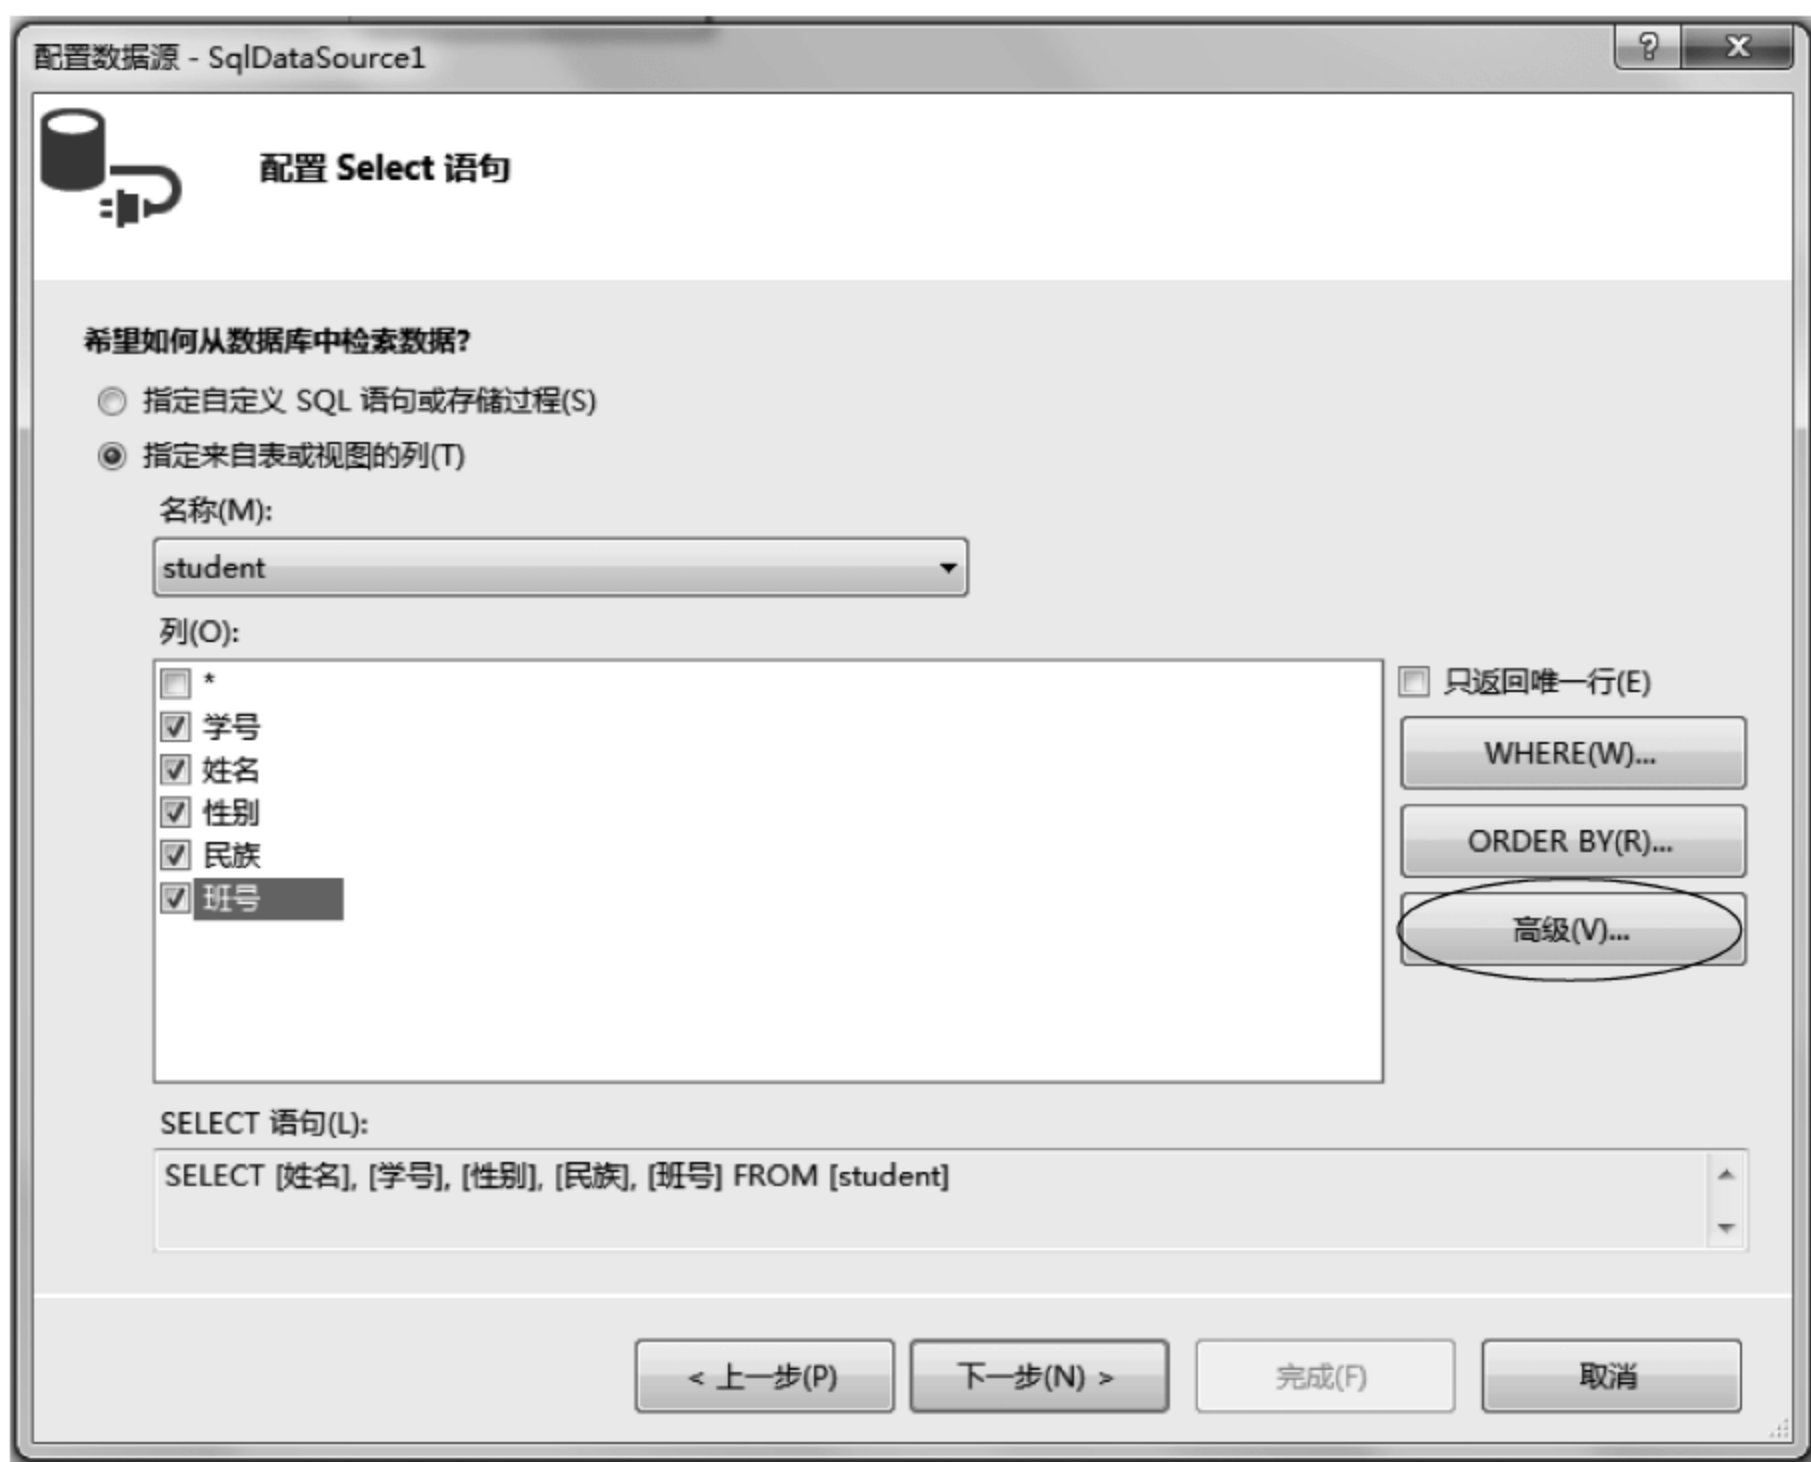 配置数据源 - SqlDataSource1
配置 Select 语句
希望如何从数据库中检索数据?
指定自定义 SQL 语句或存储过程(S)
指定来自表或视图的列(T)
名称(M):
student
列(O):
*
学号
姓名
性别
民族
班号
只返回唯一行(E)
WHERE(W)...
ORDER BY(R)...
高级(V)...
SELECT 语句(L):
SELECT [姓名], [学号], [性别], [民族], [班号] FROM [student]
< 上一步(P)
下一步(N) >
完成(F)
取消